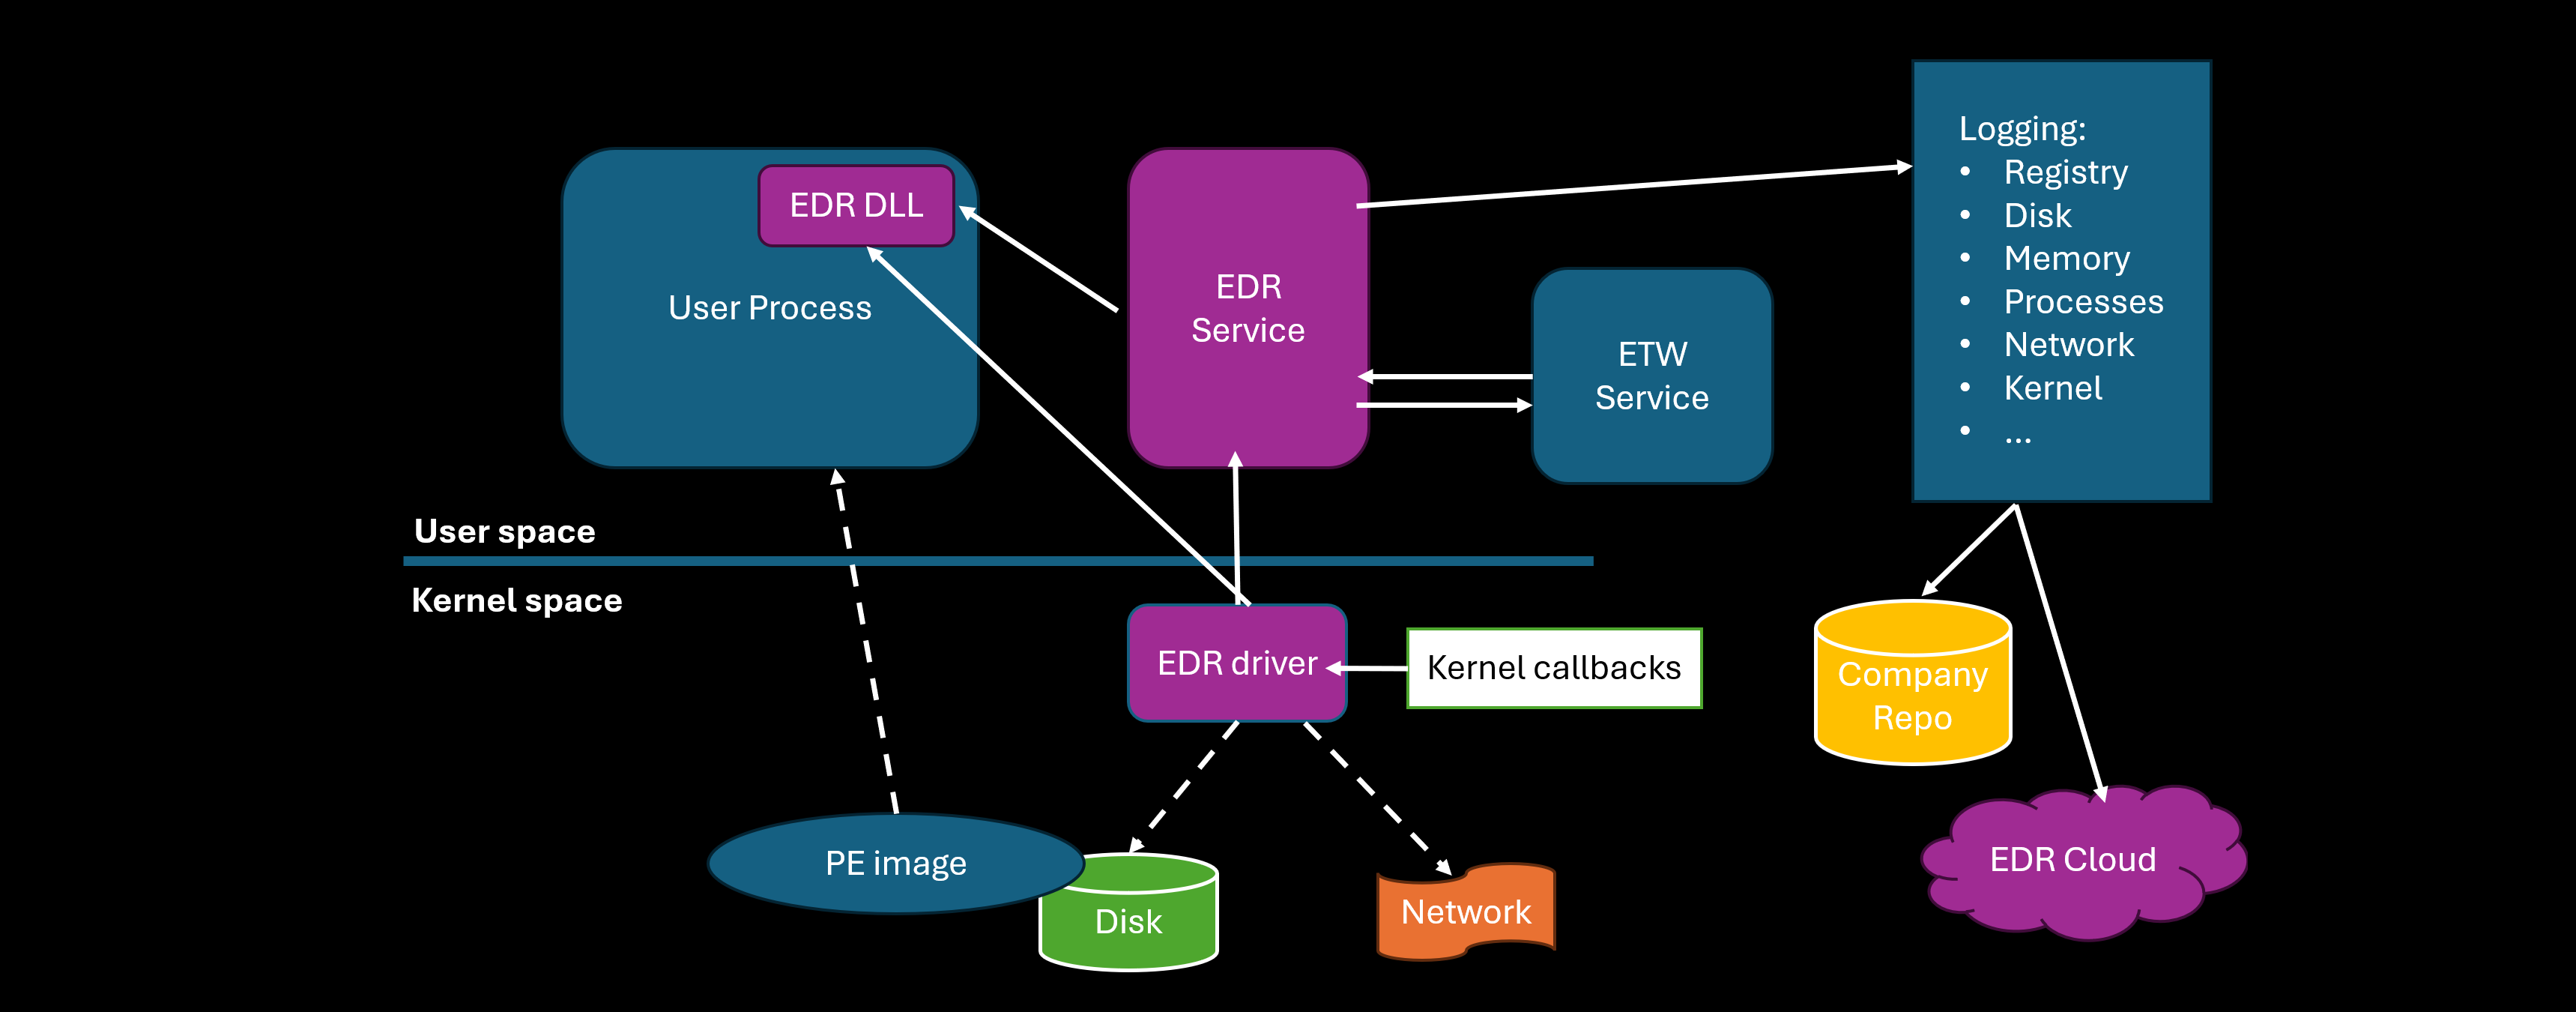 EDR DLL
User Process
EDR
Service
ETW
Service
Logging:
• Registry
• Disk
• Memory
• Processes
• Network
• Kernel
• ...
User space
Kernel space
EDR driver
Kernel callbacks
Company
Repo
PE image
Disk
Network
EDR Cloud